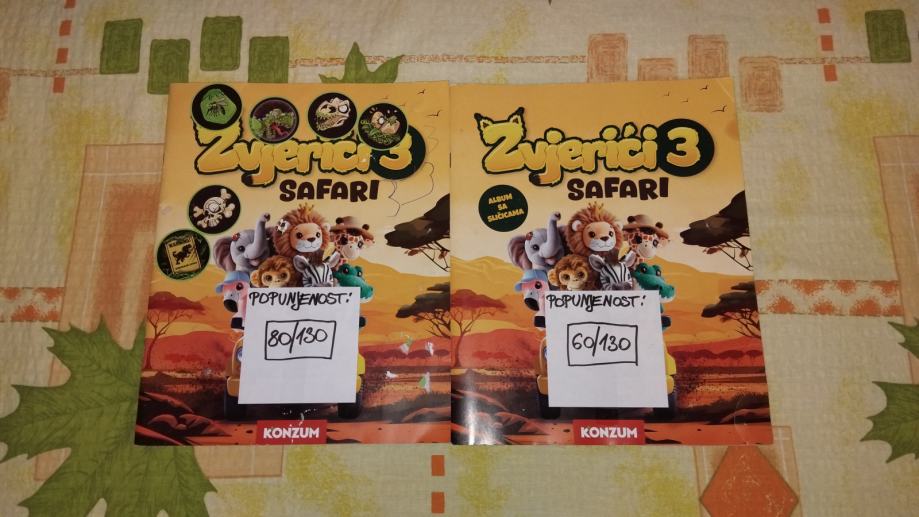 Zvjerići 3
SAFARI
POPUNJENOST:
80/130
KONZUM
Zvjerići 3
SAFARI
ALBUM
SA
SLIČICAMA
POPUNJENOST:
60/130
KONZUM